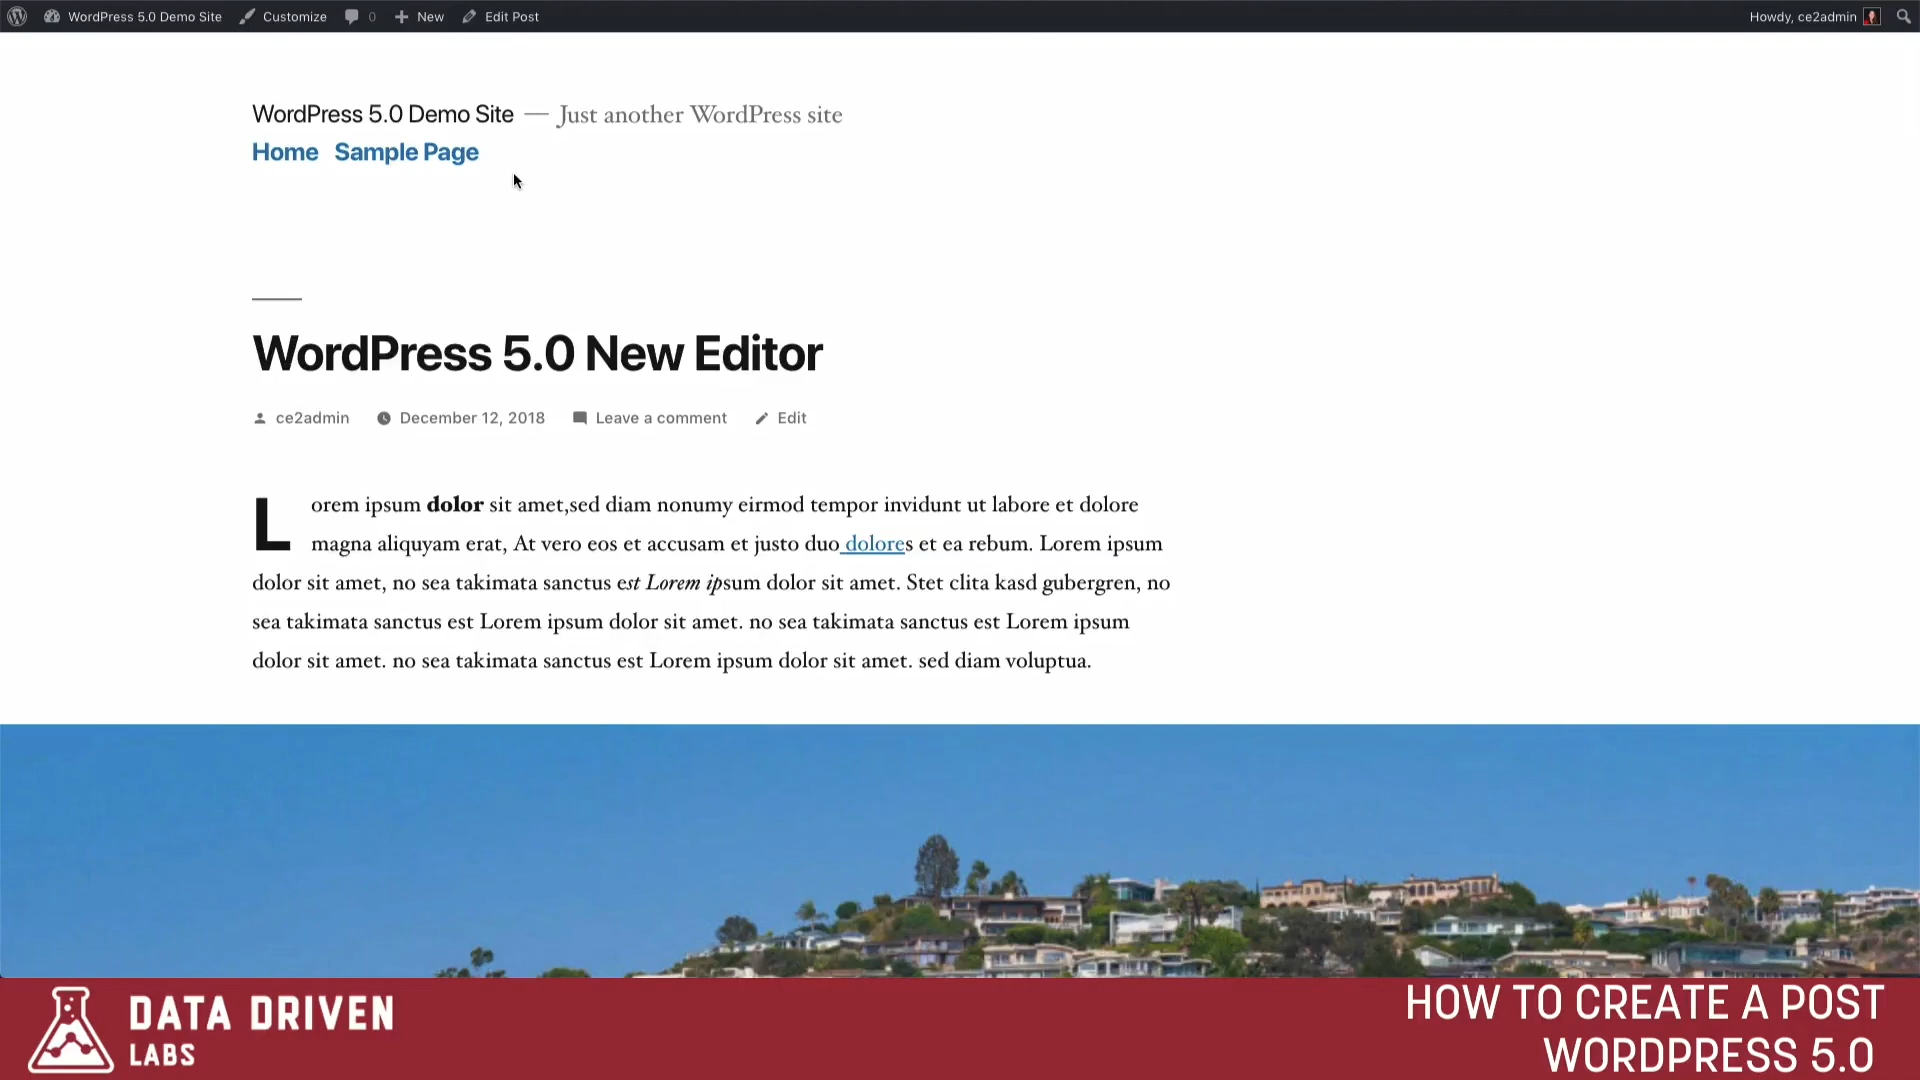 WordPress 5.0 Demo Site Customize 0 New Edit Post Howdy, ce2admin
WordPress 5.0 Demo Site — Just another WordPress site
Home Sample Page
WordPress 5.0 New Editor
ce2admin December 12, 2018 Leave a comment Edit
Lorem ipsum dolor sit amet,sed diam nonumy eirmod tempor invidunt ut labore et dolore
magna aliquyam erat, At vero eos et accusam et justo duo dolores et ea rebum. Lorem ipsum
dolor sit amet, no sea takimata sanctus est Lorem ipsum dolor sit amet. Stet clita kasd gubergren, no
sea takimata sanctus est Lorem ipsum dolor sit amet. no sea takimata sanctus est Lorem ipsum
dolor sit amet. no sea takimata sanctus est Lorem ipsum dolor sit amet. sed diam voluptua.
DATA DRIVEN
LABS
HOW TO CREATE A POST
WORDPRESS 5.0